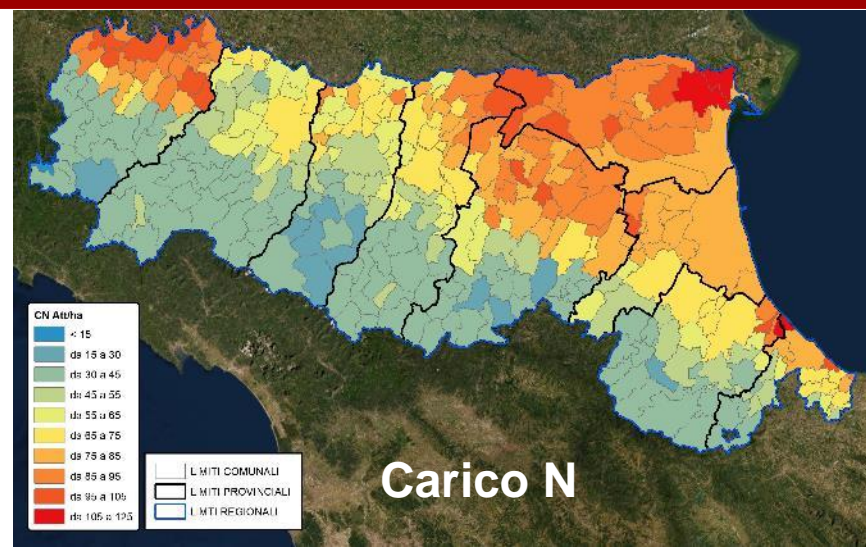 CN Att/ha
< 15
da 15 a 30
da 30 a 45
da 45 a 55
da 55 a 65
da 65 a 75
da 75 a 85
da 85 a 95
da 95 a 105
da 105 a 125
LIMITI COMUNALI
LIMITI PROVINCIALI
LIMITI REGIONALI
Carico N